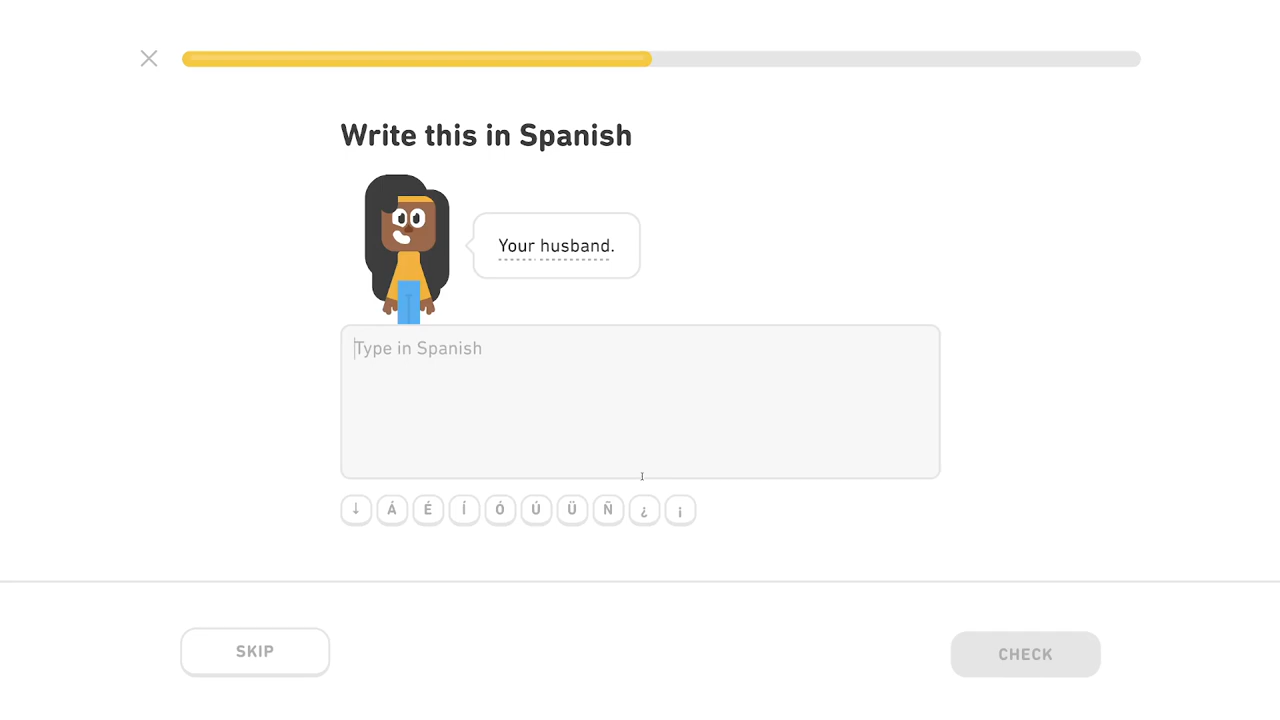 Write this in Spanish
Your husband.
Type in Spanish
↓ Á É Í Ó Ú Ü Ñ ¿ ¡
SKIP
CHECK